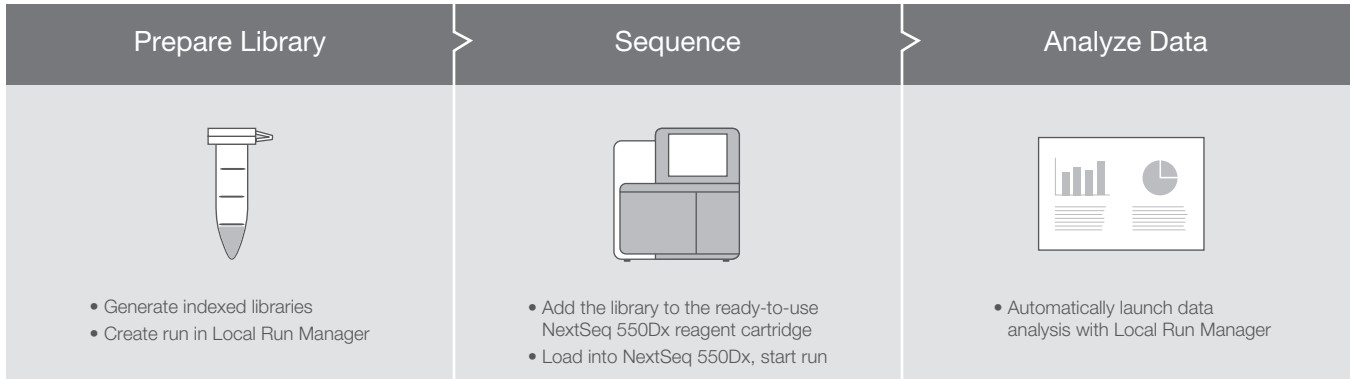 Prepare Library
Sequence
Analyze Data
• Generate indexed libraries
• Create run in Local Run Manager
• Add the library to the ready-to-use
NextSeq 550Dx reagent cartridge
• Load into NextSeq 550Dx, start run
• Automatically launch data
analysis with Local Run Manager